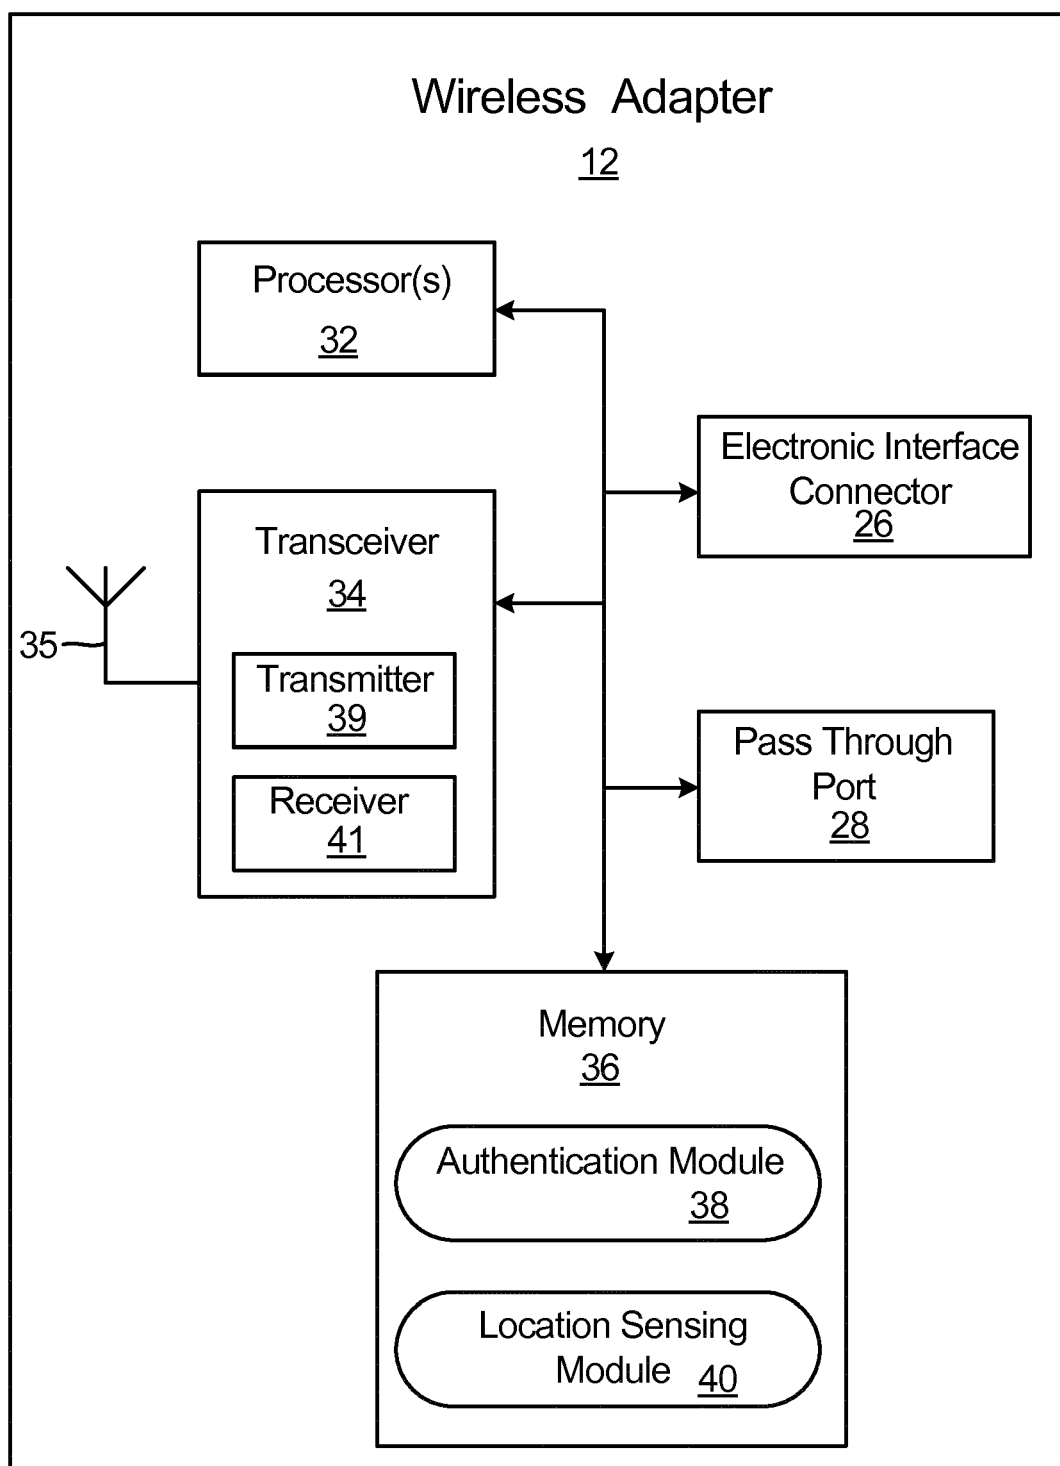 Wireless Adapter
12
Processor(s)
32
Electronic Interface
Connector
26
Transceiver
34
35
Transmitter
39
Receiver
41
Pass Through
Port
28
Memory
36
Authentication Module
38
Location Sensing
Module 40